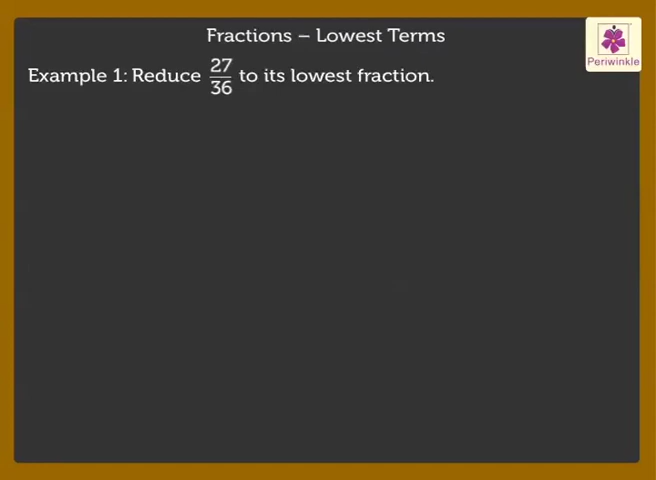 Fractions – Lowest Terms
Periwinkle
Example 1: Reduce 27/36 to its lowest fraction.